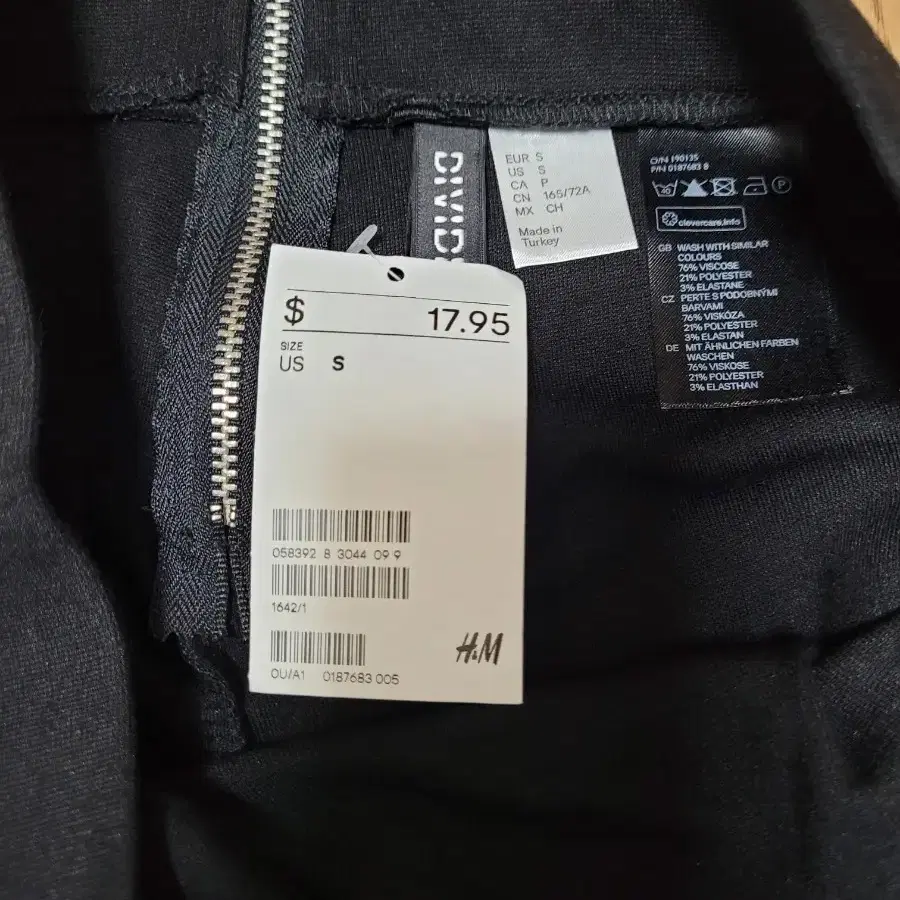 DIVID
EUR S
US S
CA P
CN 165/72A
MX CH
Made in
Turkey
O/N 190135
P/N 0187683 8
40
P
clevercare.info
GB WASH WITH SIMILAR
COLOURS
76% VISCOSE
21% POLYESTER
3% ELASTANE
CZ PERTE S PODOBNÝMI
BARVAMI
76% VISKÓZA
21% POLYESTER
3% ELASTAN
DE MIT ÄHNLICHEN FARBEN
WASCHEN
76% VISKOSE
21% POLYESTER
3% ELASTHAN
$ 17.95
SIZE
US S
058392 8 3044 09 9
1642/1
H&M
OU/A1 0187683 005